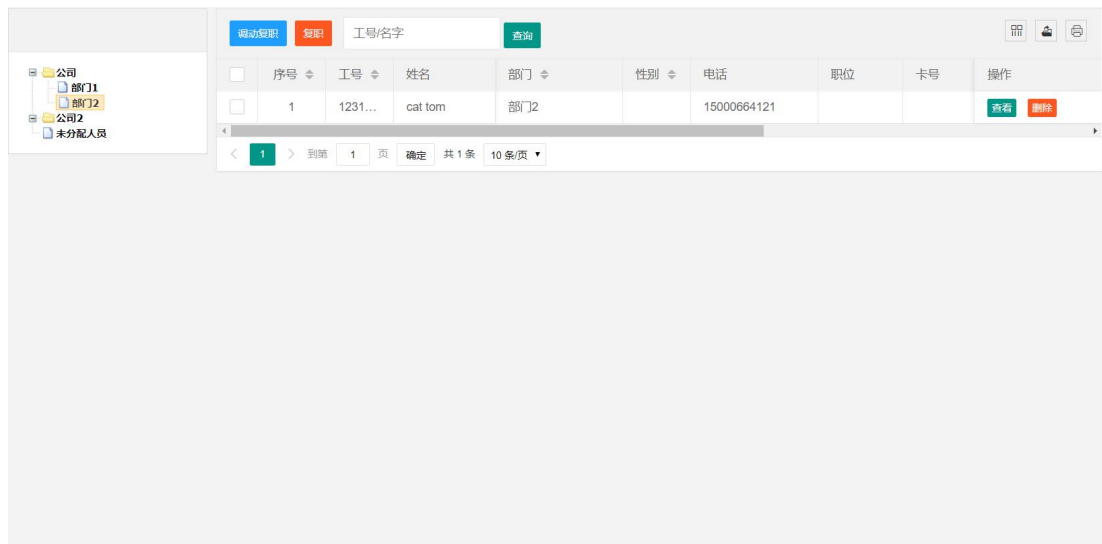 调动复职 复职 工号/名字 查询
公司
部门1
部门2
公司2
未分配人员
序号 工号 姓名 部门 性别 电话 职位 卡号 操作
1 1231... cat tom 部门2 15000664121 查看 删除
1 到第 1 页 确定 共 1 条 10 条/页